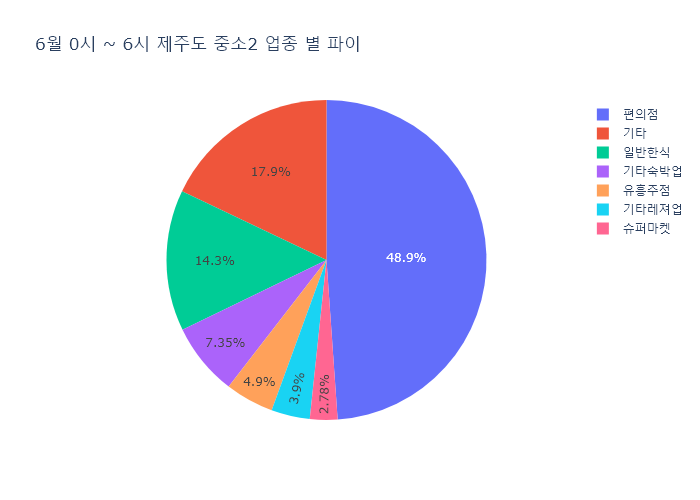 6월 0시 ~ 6시 제주도 중소2 업종 별 파이
편의점
기타
일반한식
기타숙박업
유흥주점
기타레져업
슈퍼마켓
17.9%
48.9%
14.3%
7.35%
4.9%
3.9%
2.78%